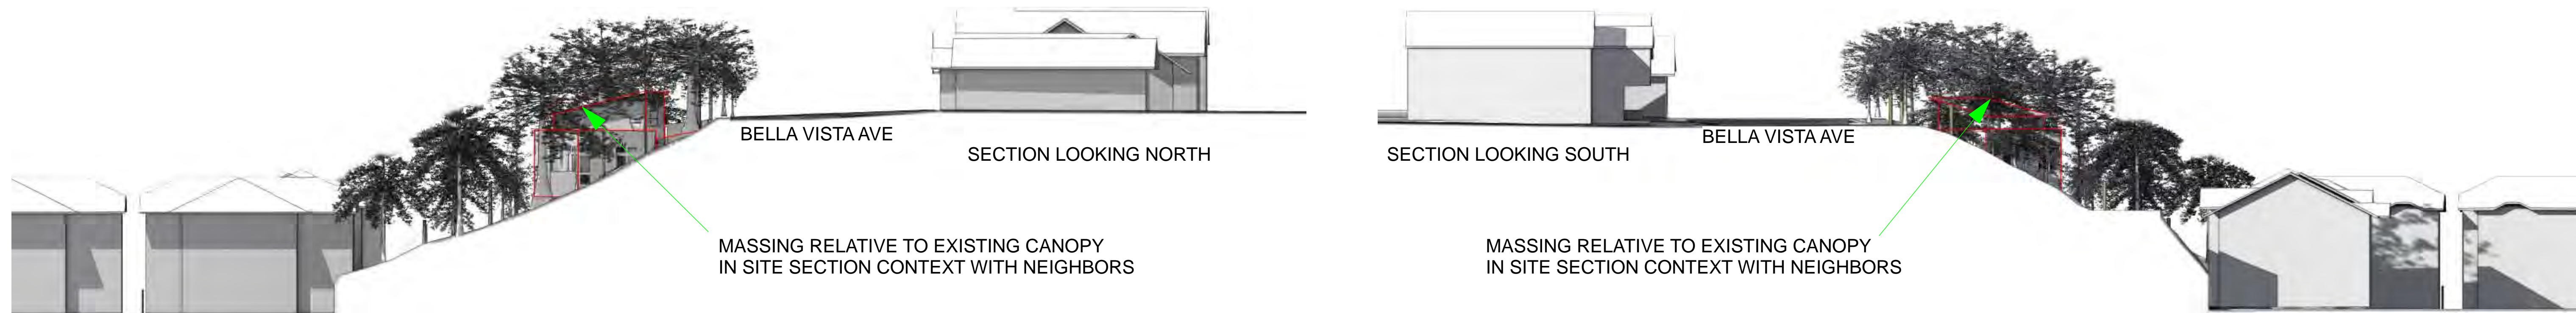 BELLA VISTA AVE
SECTION LOOKING NORTH
MASSING RELATIVE TO EXISTING CANOPY
IN SITE SECTION CONTEXT WITH NEIGHBORS
BELLA VISTA AVE
SECTION LOOKING SOUTH
MASSING RELATIVE TO EXISTING CANOPY
IN SITE SECTION CONTEXT WITH NEIGHBORS